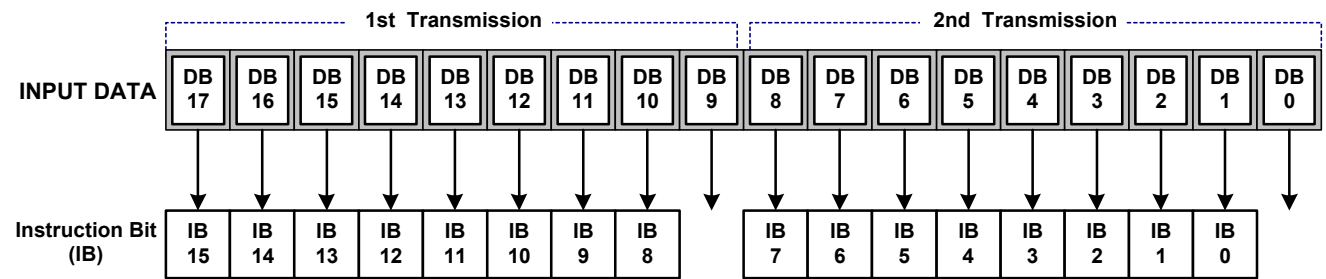 1st Transmission 2nd Transmission
INPUT DATA
DB 17 DB 16 DB 15 DB 14 DB 13 DB 12 DB 11 DB 10 DB 9 DB 8 DB 7 DB 6 DB 5 DB 4 DB 3 DB 2 DB 1 DB 0
Instruction Bit
(IB)
IB 15 IB 14 IB 13 IB 12 IB 11 IB 10 IB 9 IB 8 IB 7 IB 6 IB 5 IB 4 IB 3 IB 2 IB 1 IB 0